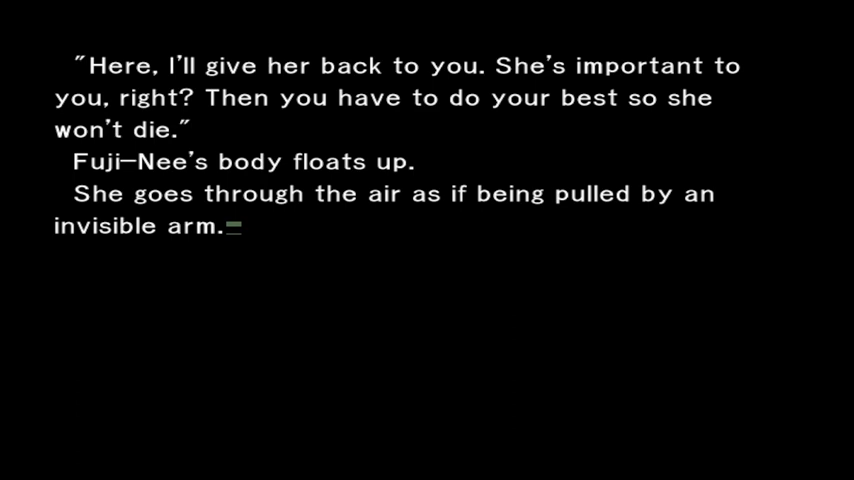 "Here, I'll give her back to you. She's important to
you, right? Then you have to do your best so she
won't die."
Fuji—Nee's body floats up.
She goes through the air as if being pulled by an
invisible arm.